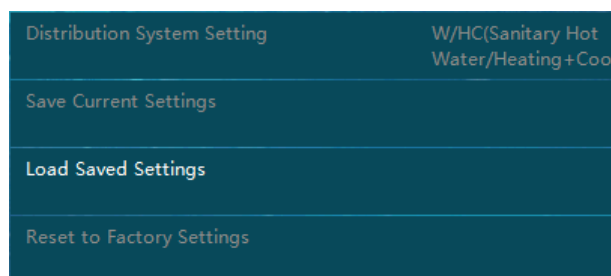 Distribution System Setting
W/HC(Sanitary Hot
Water/Heating+Coo
Save Current Settings
Load Saved Settings
Reset to Factory Settings